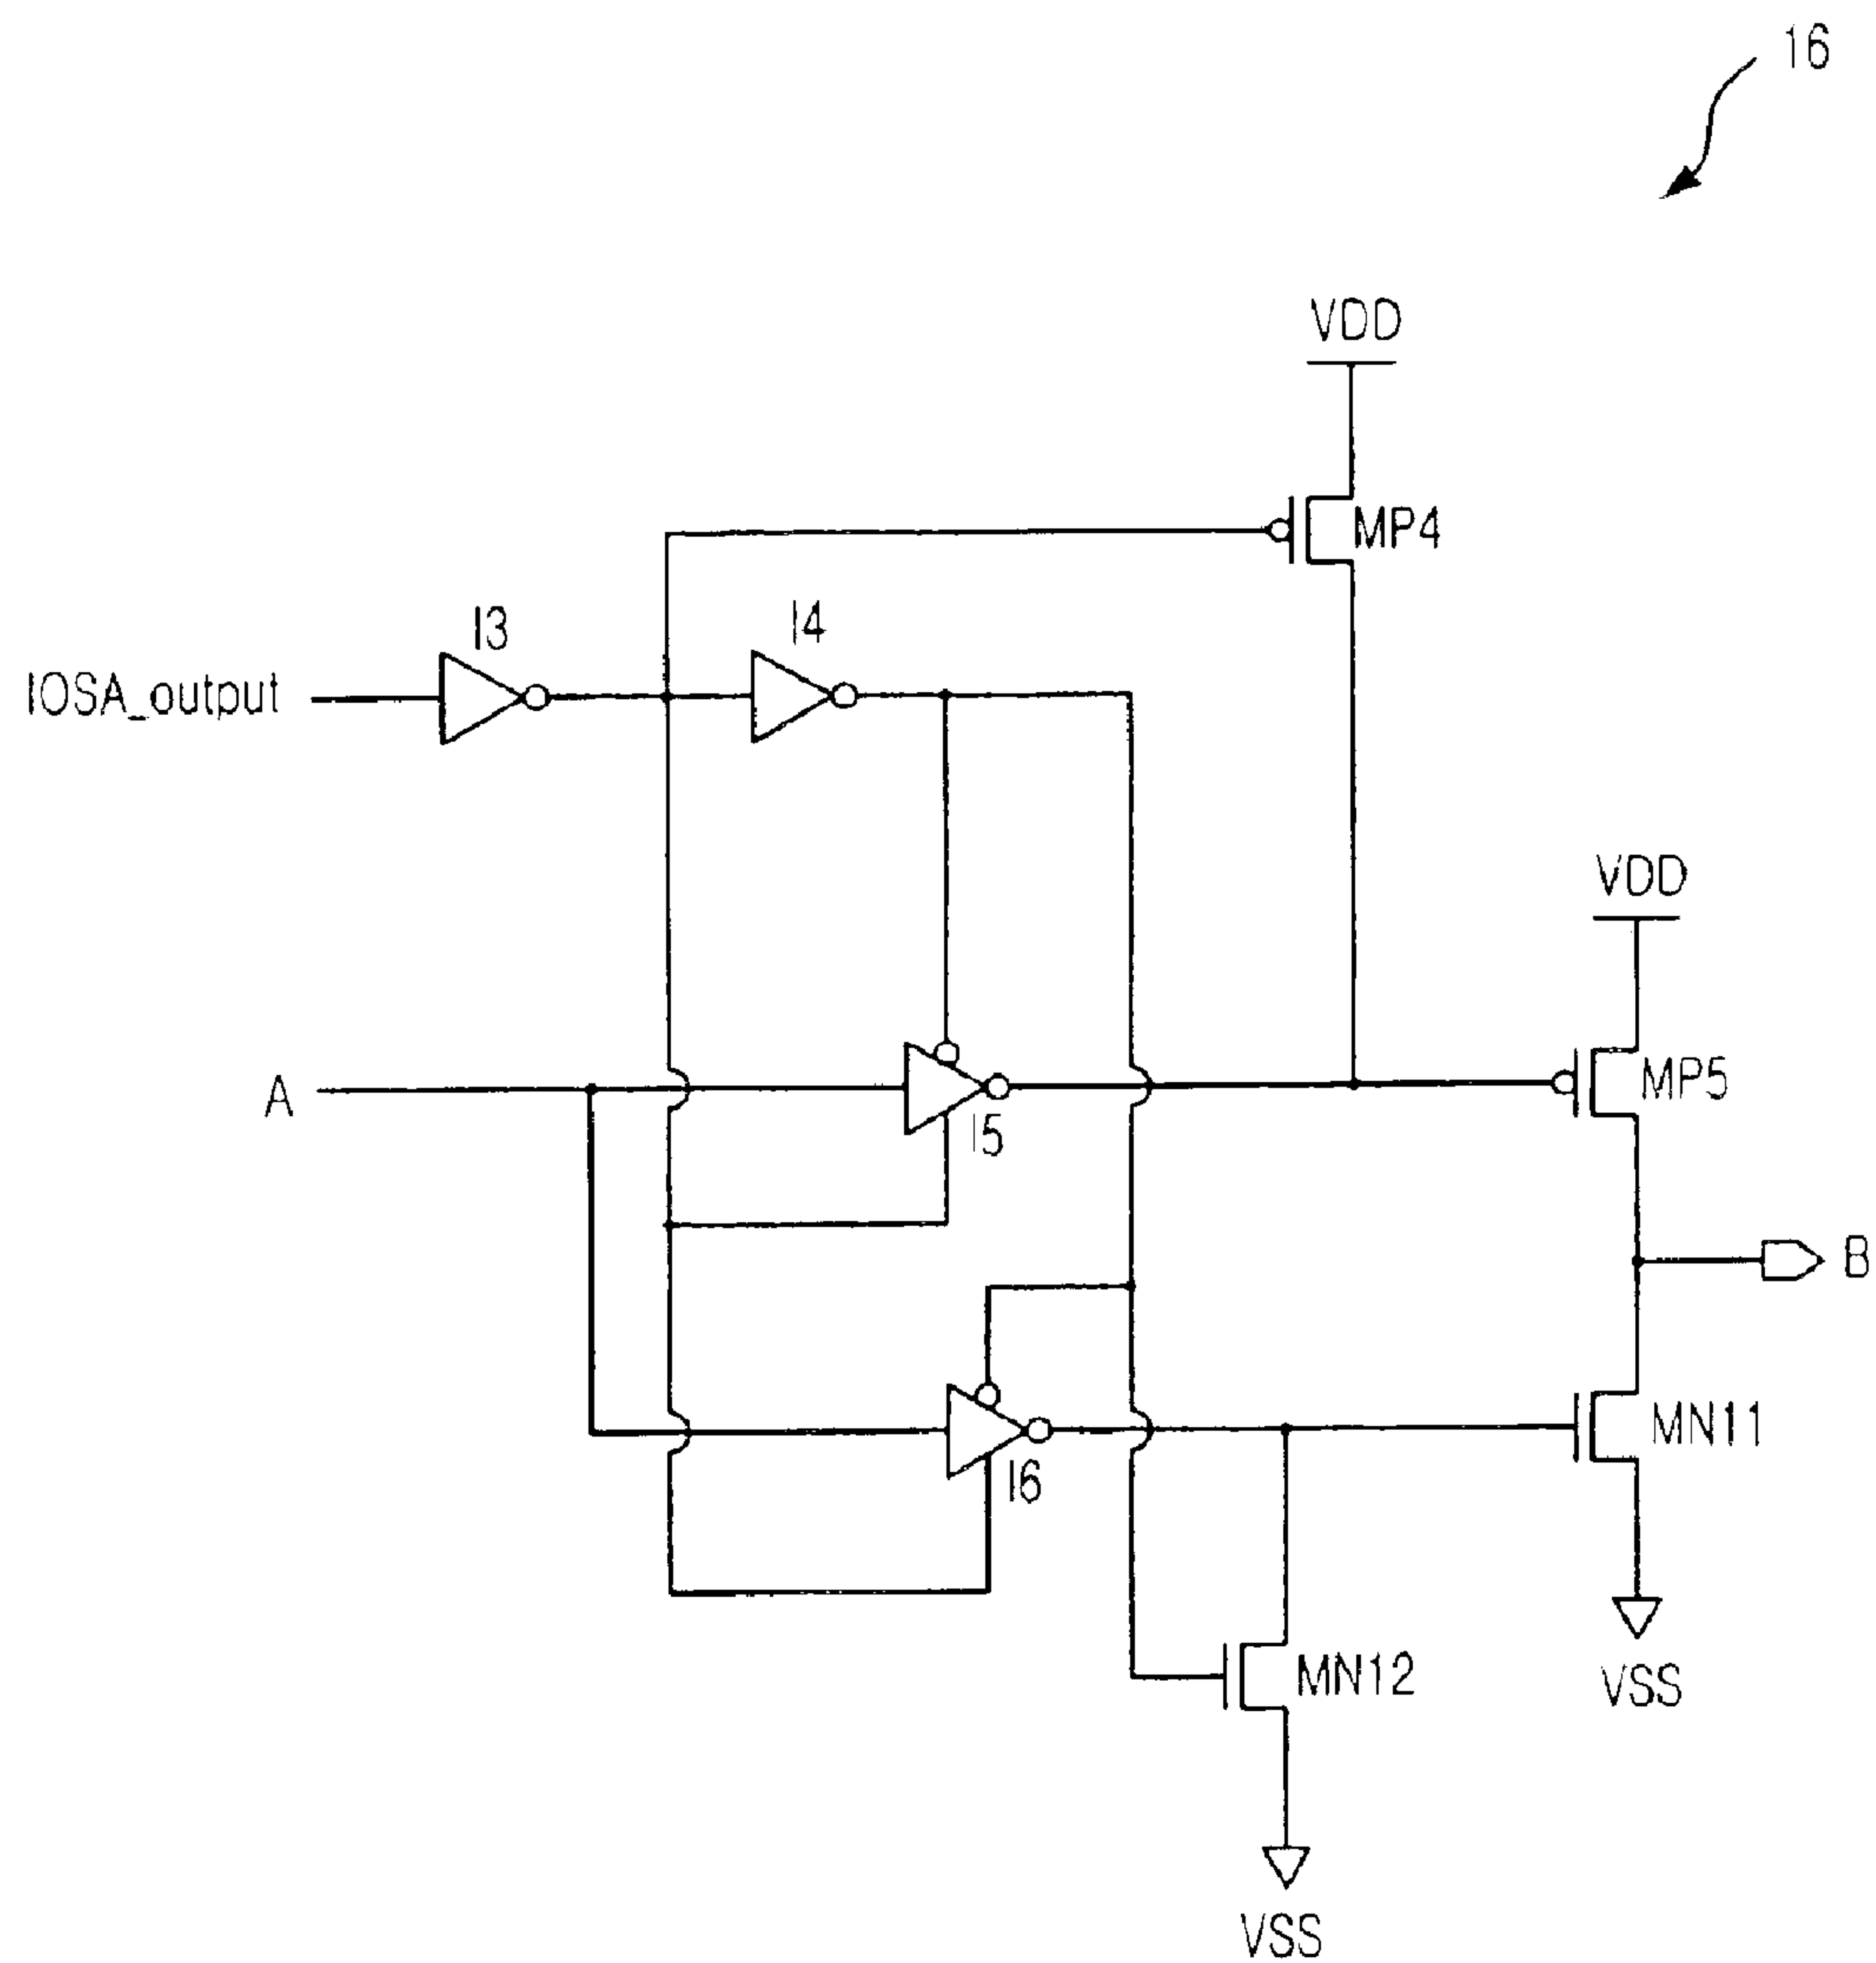 16
VDD
MP4
I3
I4
IOSA_output
VDD
MP5
A
I5
B
MN11
I6
MN12
VSS
VSS